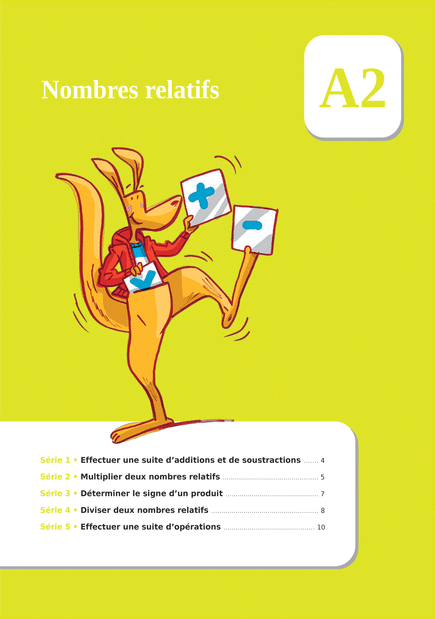 Nombres relatifs
A2
Série 1 • Effectuer une suite d'additions et de soustractions ....... 4
Série 2 • Multiplier deux nombres relatifs ....... 5
Série 3 • Déterminer le signe d'un produit ....... 7
Série 4 • Diviser deux nombres relatifs ....... 8
Série 5 • Effectuer une suite d'opérations ....... 10